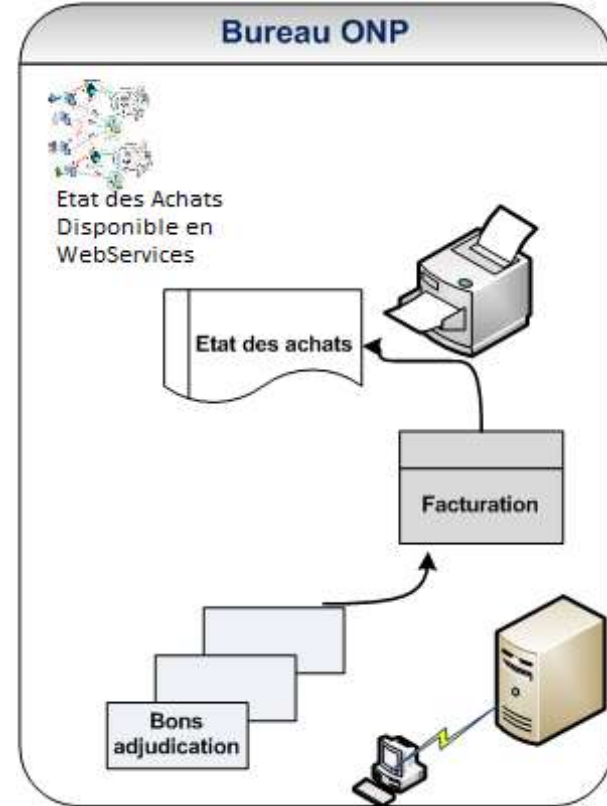 Bureau ONP
Etat des Achats
Disponible en
WebServices
Etat des achats
Facturation
Bons
adjudication